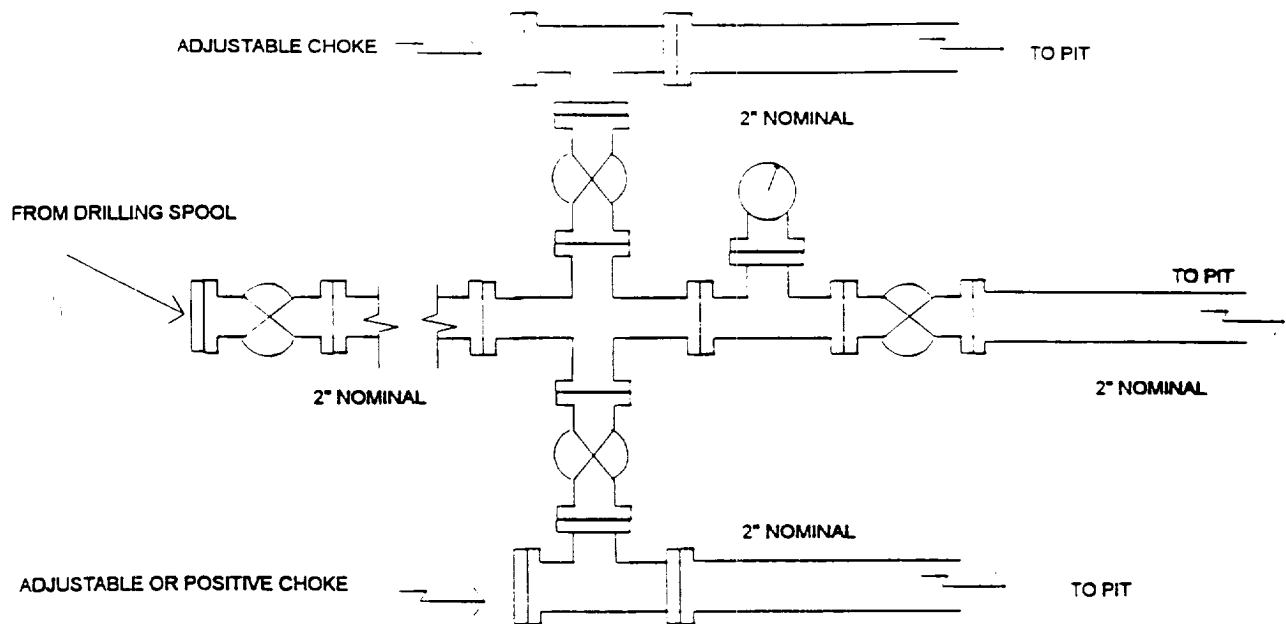 ADJUSTABLE CHOKE
TO PIT
2" NOMINAL
FROM DRILLING SPOOL
TO PIT
2" NOMINAL
2" NOMINAL
2" NOMINAL
ADJUSTABLE OR POSITIVE CHOKE
TO PIT